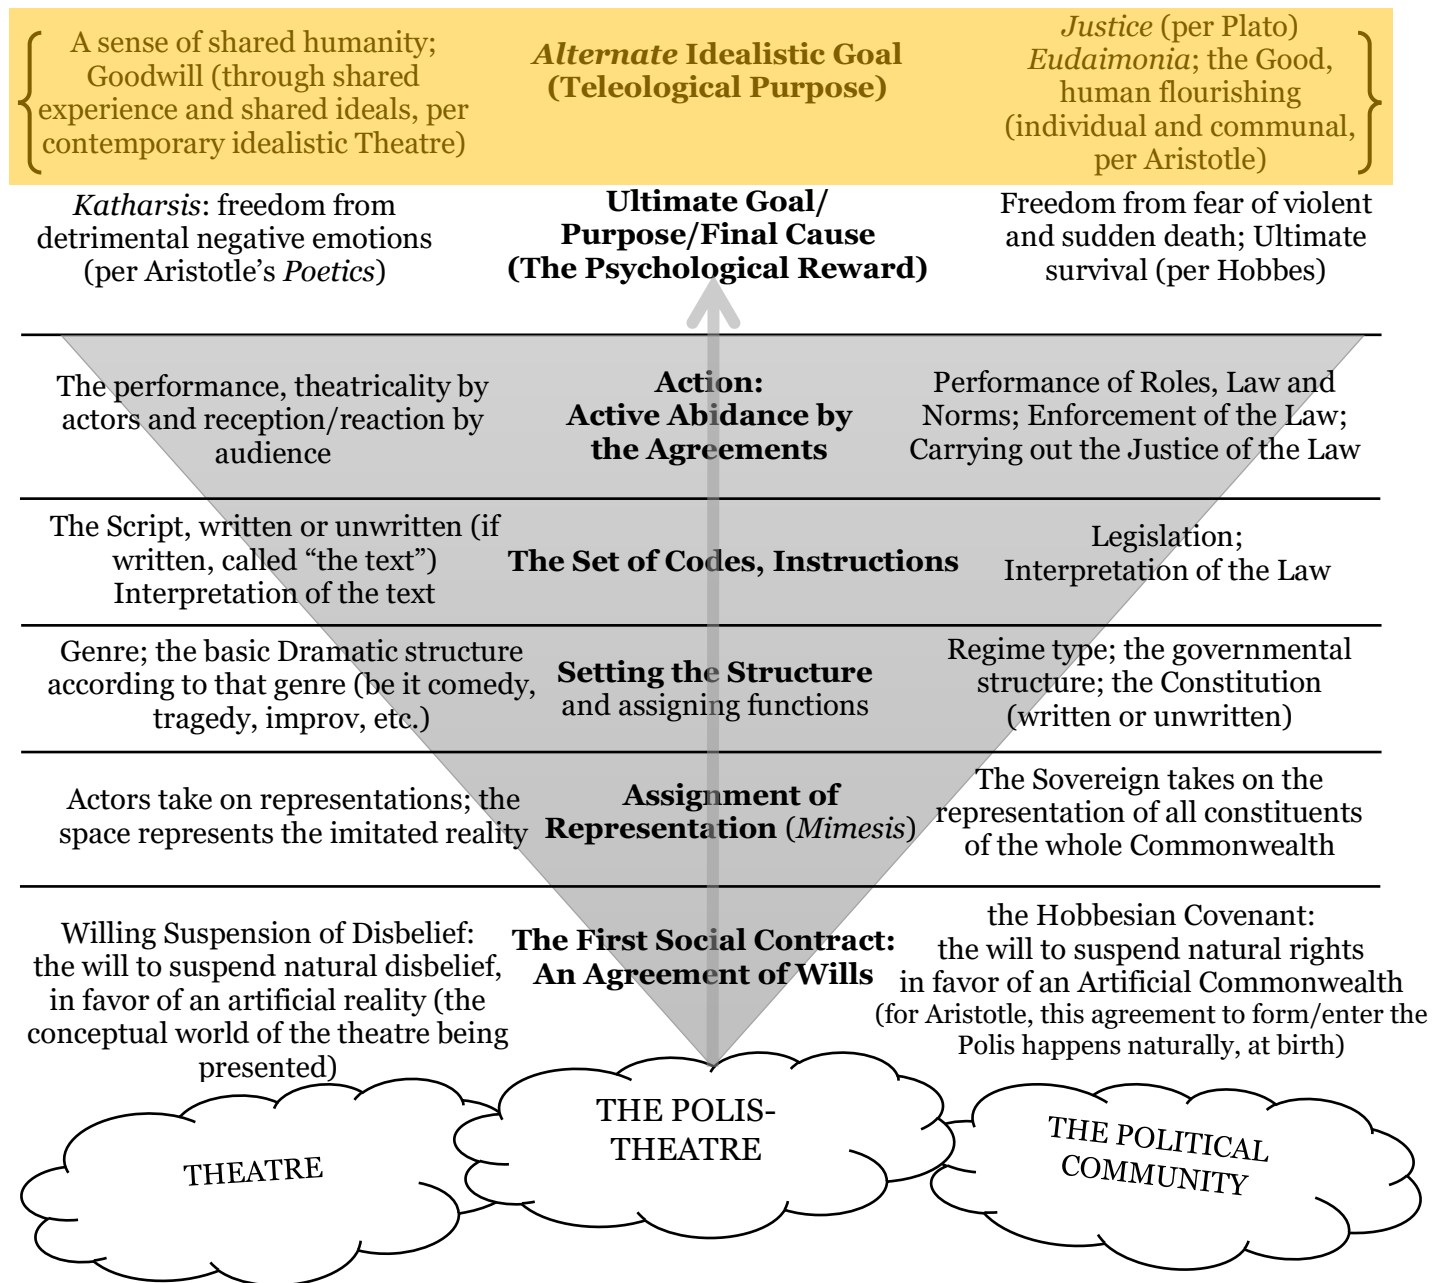 A sense of shared humanity;
Goodwill (through shared
experience and shared ideals, per
contemporary idealistic Theatre)
Alternate Idealistic Goal
(Teleological Purpose)
Justice (per Plato)
Eudaimonia; the Good,
human flourishing
(individual and communal,
per Aristotle)
Katharsis: freedom from
detrimental negative emotions
(per Aristotle’s Poetics)
Ultimate Goal/
Purpose/Final Cause
(The Psychological Reward)
Freedom from fear of violent
and sudden death; Ultimate
survival (per Hobbes)
The performance, theatricality by
actors and reception/reaction by
audience
Action:
Active Abidance by
the Agreements
Performance of Roles, Law and
Norms; Enforcement of the Law;
Carrying out the Justice of the Law
The Script, written or unwritten (if
written, called “the text”)
Interpretation of the text
The Set of Codes, Instructions
Legislation;
Interpretation of the Law
Genre; the basic Dramatic structure
according to that genre (be it comedy,
tragedy, improv, etc.)
Setting the Structure
and assigning functions
Regime type; the governmental
structure; the Constitution
(written or unwritten)
Actors take on representations; the
space represents the imitated reality
Assignment of
Representation (Mimesis)
The Sovereign takes on the
representation of all constituents
of the whole Commonwealth
Willing Suspension of Disbelief:
the will to suspend natural disbelief,
in favor of an artificial reality (the
conceptual world of the theatre being
presented)
The First Social Contract:
An Agreement of Wills
the Hobbesian Covenant:
the will to suspend natural rights
in favor of an Artificial Commonwealth
(for Aristotle, this agreement to form/enter the
Polis happens naturally, at birth)
THEATRE
THE POLIS-
THEATRE
THE POLITICAL
COMMUNITY